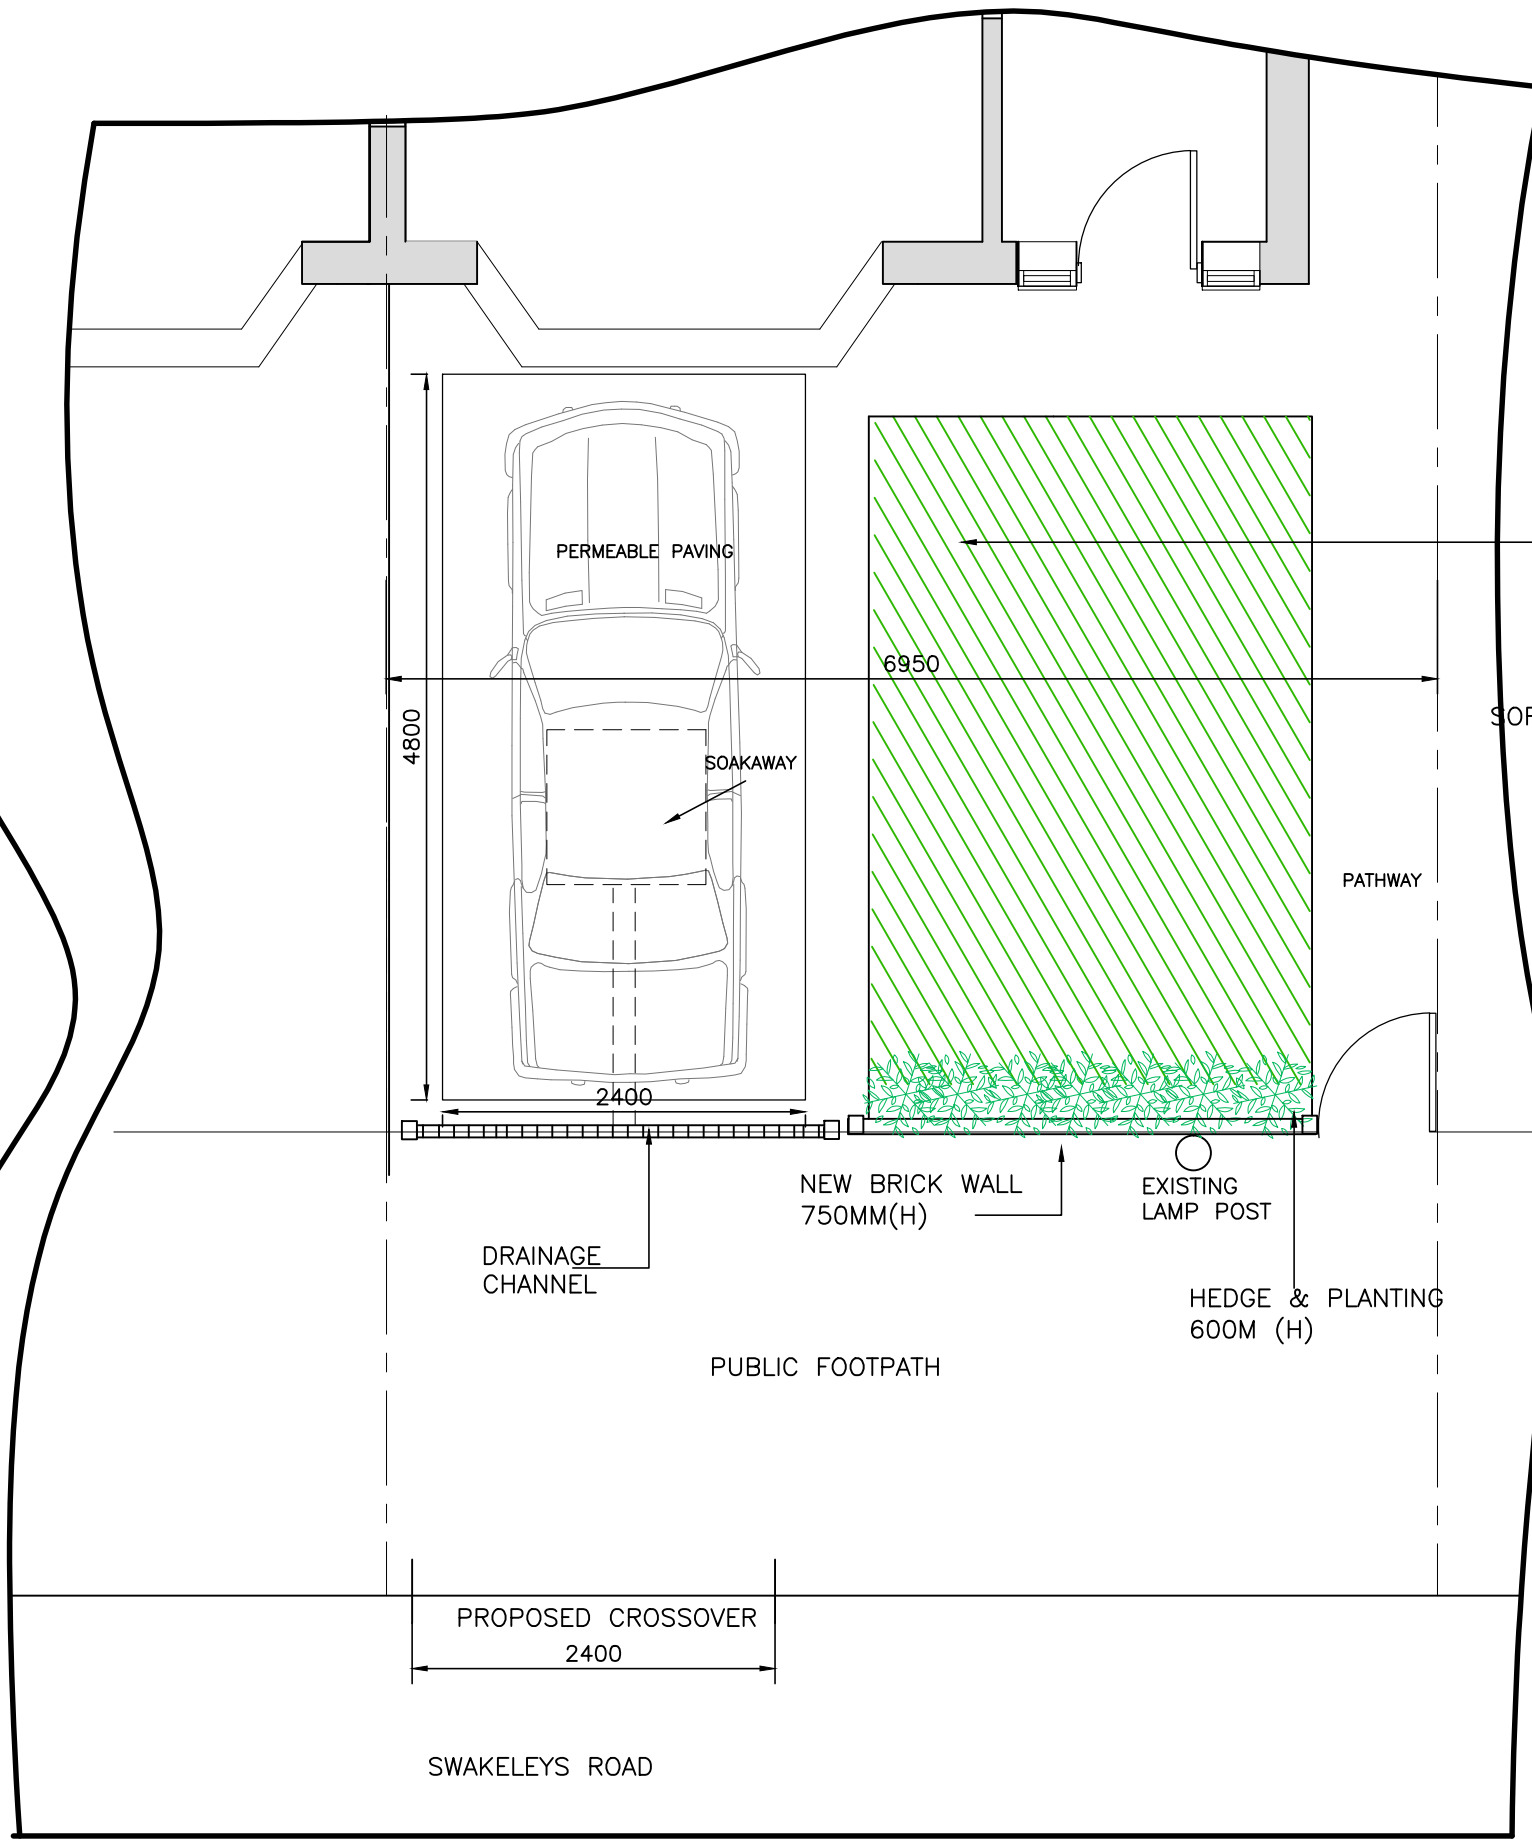 PERMEABLE PAVING
6950
4800
SOAKAWAY
PATHWAY
2400
NEW BRICK WALL
750MM(H)
EXISTING
LAMP POST
DRAINAGE
CHANNEL
HEDGE & PLANTING
600M (H)
PUBLIC FOOTPATH
PROPOSED CROSSOVER
2400
SWAKELEYS ROAD